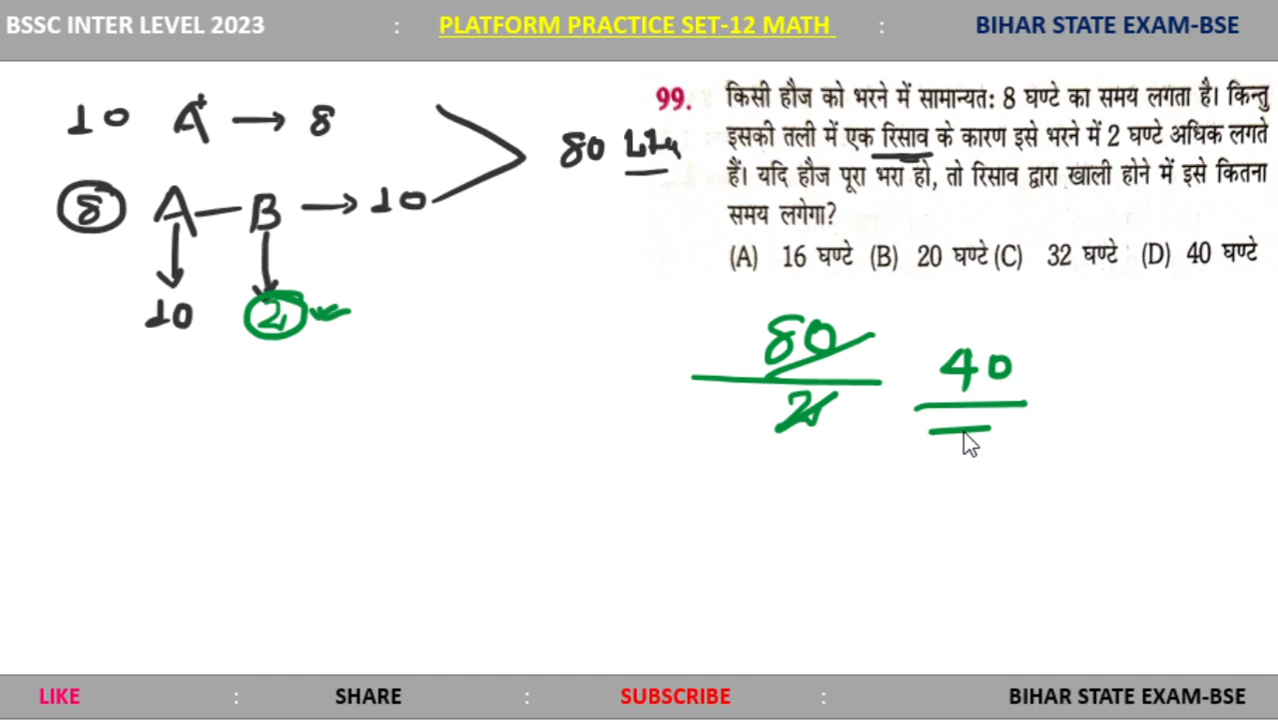 BSSC INTER LEVEL 2023 : PLATFORM PRACTICE SET-12 MATH : BIHAR STATE EXAM-BSE
10 A+ → 8
80 Litr
8 A — B → 10
10 2
99. किसी हौज को भरने में सामान्यत: 8 घण्टे का समय लगता है। किन्तु
इसकी तली में एक रिसाव के कारण इसे भरने में 2 घण्टे अधिक लगते
हैं। यदि हौज पूरा भरा हो, तो रिसाव द्वारा खाली होने में इसे कितना
समय लगेगा?
(A) 16 घण्टे (B) 20 घण्टे (C) 32 घण्टे (D) 40 घण्टे
80
2
40
LIKE : SHARE : SUBSCRIBE : BIHAR STATE EXAM-BSE